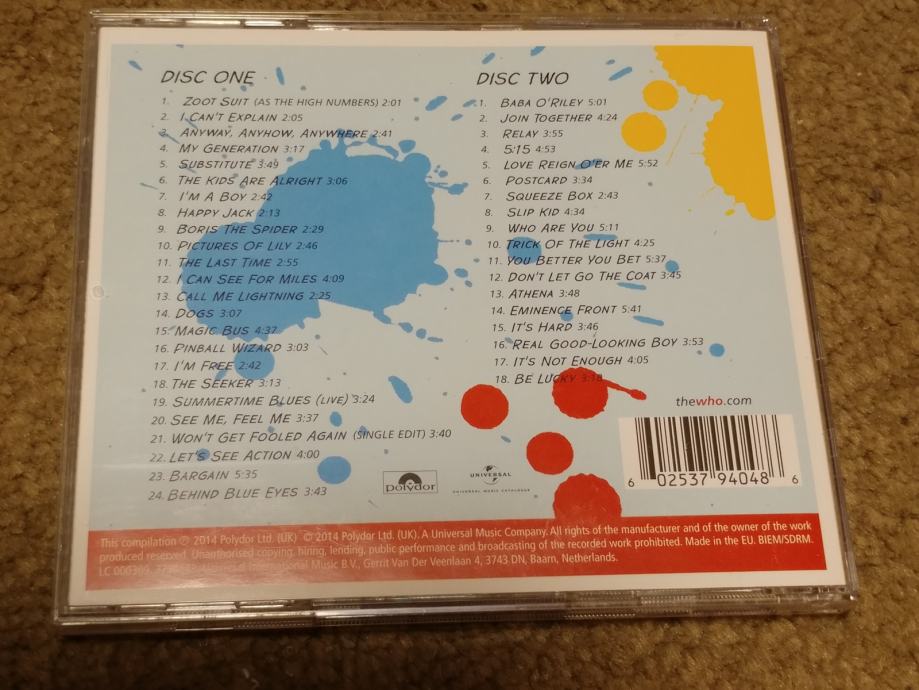 DISC ONE
1. ZOOT SUIT (AS THE HIGH NUMBERS) 2:01
2. I CAN'T EXPLAIN 2:05
3. ANYWAY, ANYHOW, ANYWHERE 2:41
4. MY GENERATION 3:17
5. SUBSTITUTE 3:49
6. THE KIDS ARE ALRIGHT 3:06
7. I'M A BOY 2:42
8. HAPPY JACK 2:13
9. BORIS THE SPIDER 2:29
10. PICTURES OF LILY 2:46
11. THE LAST TIME 2:55
12. I CAN SEE FOR MILES 4:09
13. CALL ME LIGHTNING 2:25
14. DOGS 3:07
15. MAGIC BUS 4:37
16. PINBALL WIZARD 3:03
17. I'M FREE 2:42
18. THE SEEKER 3:13
19. SUMMERTIME BLUES (LIVE) 3:24
20. SEE ME, FEEL ME 3:37
21. WON'T GET FOOLED AGAIN (SINGLE EDIT) 3:40
22. LET'S SEE ACTION 4:00
23. BARGAIN 5:35
24. BEHIND BLUE EYES 3:43
DISC TWO
1. BABA O'RILEY 5:01
2. JOIN TOGETHER 4:24
3. RELAY 3:55
4. 5:15 4:53
5. LOVE REIGN O'ER ME 5:52
6. POSTCARD 3:34
7. SQUEEZE BOX 2:43
8. SLIP KID 4:34
9. WHO ARE YOU 5:11
10. TRICK OF THE LIGHT 4:25
11. YOU BETTER YOU BET 5:37
12. DON'T LET GO THE COAT 3:45
13. ATHENA 3:48
14. EMINENCE FRONT 5:41
15. IT'S HARD 3:46
16. REAL GOOD-LOOKING BOY 3:53
17. IT'S NOT ENOUGH 4:05
18. BE LUCKY 3:18
thewho.com
6 02537 94048 6
polydor
UNIVERSAL
UNIVERSAL MUSIC CATALOGUE
This compilation ℗ 2014 Polydor Ltd. (UK) © 2014 Polydor Ltd. (UK). A Universal Music Company. All rights of the manufacturer and of the owner of the work
produced reserved. Unauthorised copying, hiring, lending, public performance and broadcasting of the recorded work prohibited. Made in the EU. BIEM/SDRM.
Music B.V., Gerrit Van Der Veenlaan 4, 3743 DN, Baarn, Netherlands.